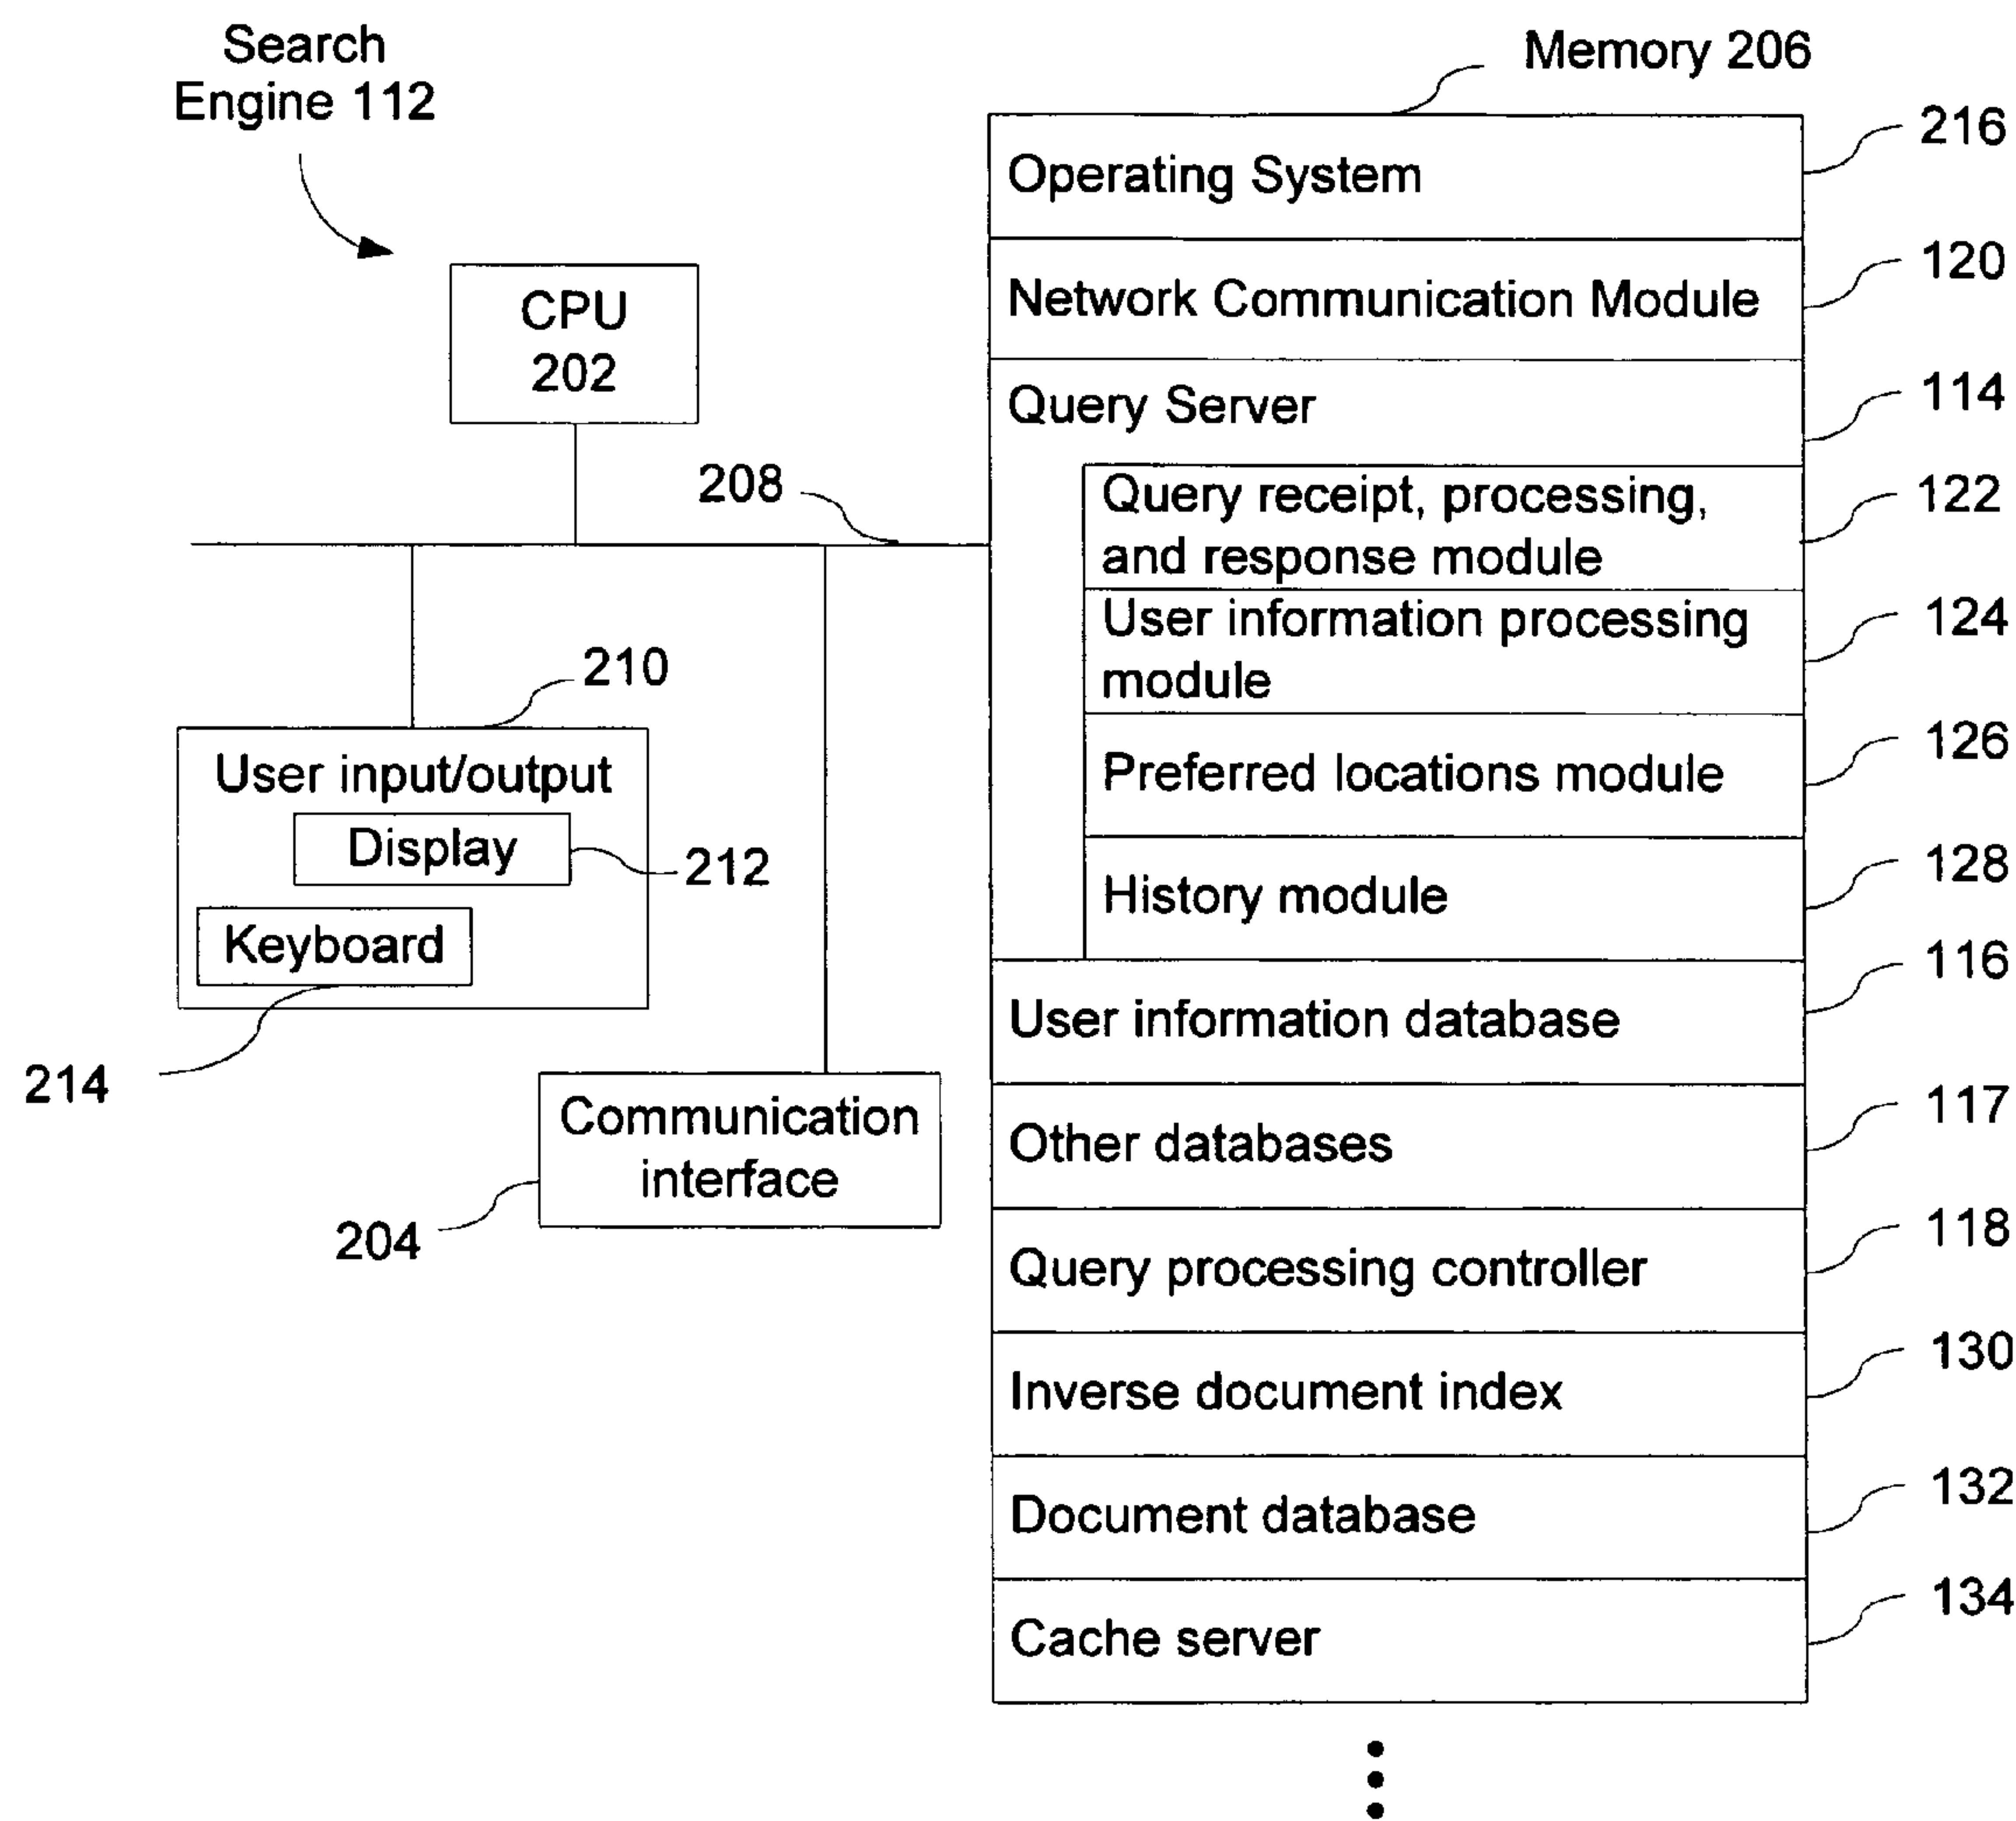 Search
Engine 112
Memory 206
216
Operating System
120
Network Communication Module
CPU
202
114
Query Server
208
122
Query receipt, processing,
and response module
124
User information processing
module
210
126
User input/output
Preferred locations module
Display
212
128
History module
Keyboard
116
User information database
214
117
Communication
interface
Other databases
204
118
Query processing controller
130
Inverse document index
132
Document database
134
Cache server